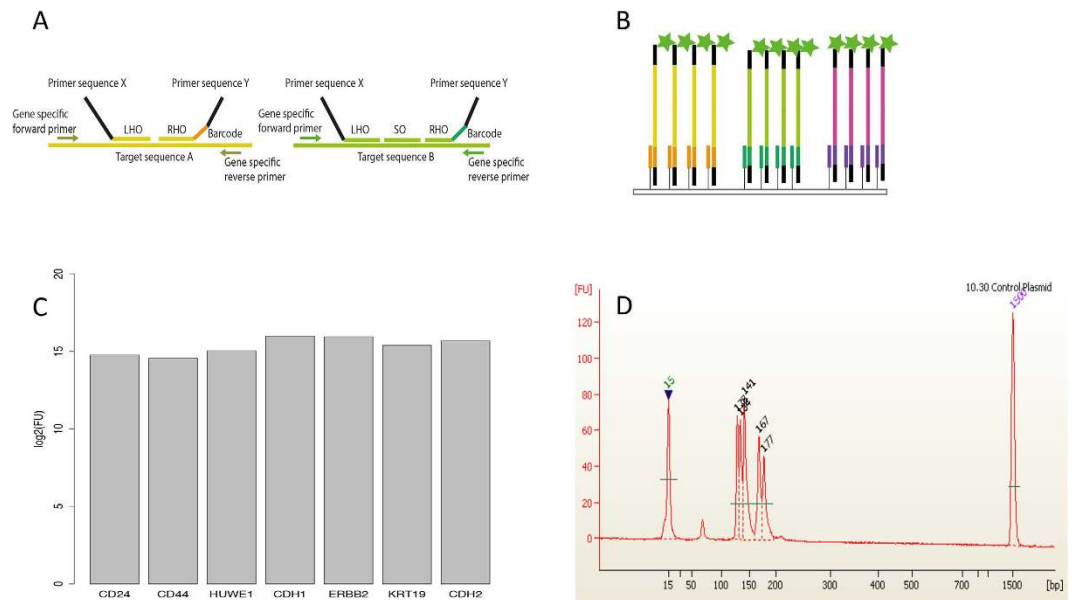 A
Primer sequence X
Primer sequence Y
Gene specific
forward primer
LHO
RHO
Barcode
Target sequence A
Gene specific
reverse primer
Primer sequence X
Primer sequence Y
Gene specific
forward primer
LHO
SO
RHO
Barcode
Target sequence B
Gene specific
reverse primer
B
C
20
15
10
5
0
log2(FU)
CD24 CD44 HUWE1 CDH1 ERBB2 KRT19 CDH2
D
[FU]
10.30 Control Plasmid
120
100
80
60
40
20
0
15
141
167
177
1500
15 50 100 150 200 300 400 500 700 1500 [bp]